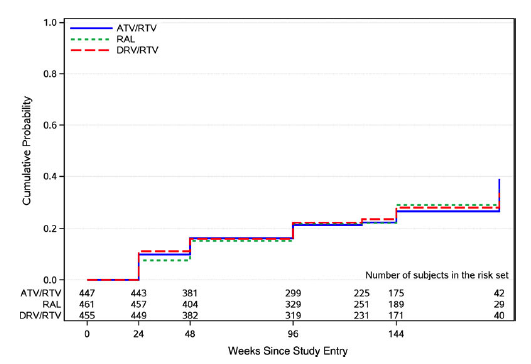 ATV/RTV
RAL
DRV/RTV
1.0
0.8
0.6
0.4
0.2
0.0
Cumulative Probability
Number of subjects in the risk set
ATV/RTV 447 443 381 299 225 175 42
RAL 461 457 404 329 251 189 29
DRV/RTV 455 449 382 319 231 171 40
0 24 48 96 144
Weeks Since Study Entry